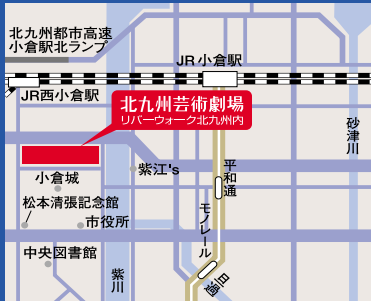 北九州都市高速
小倉駅北ランプ
JR小倉駅
JR西小倉駅
北九州芸術劇場
リバーウォーク北九州内
砂津川
紫江's
平和通
小倉城
松本清張記念館
市役所
モノレール
中央図書館
紫川
旦過